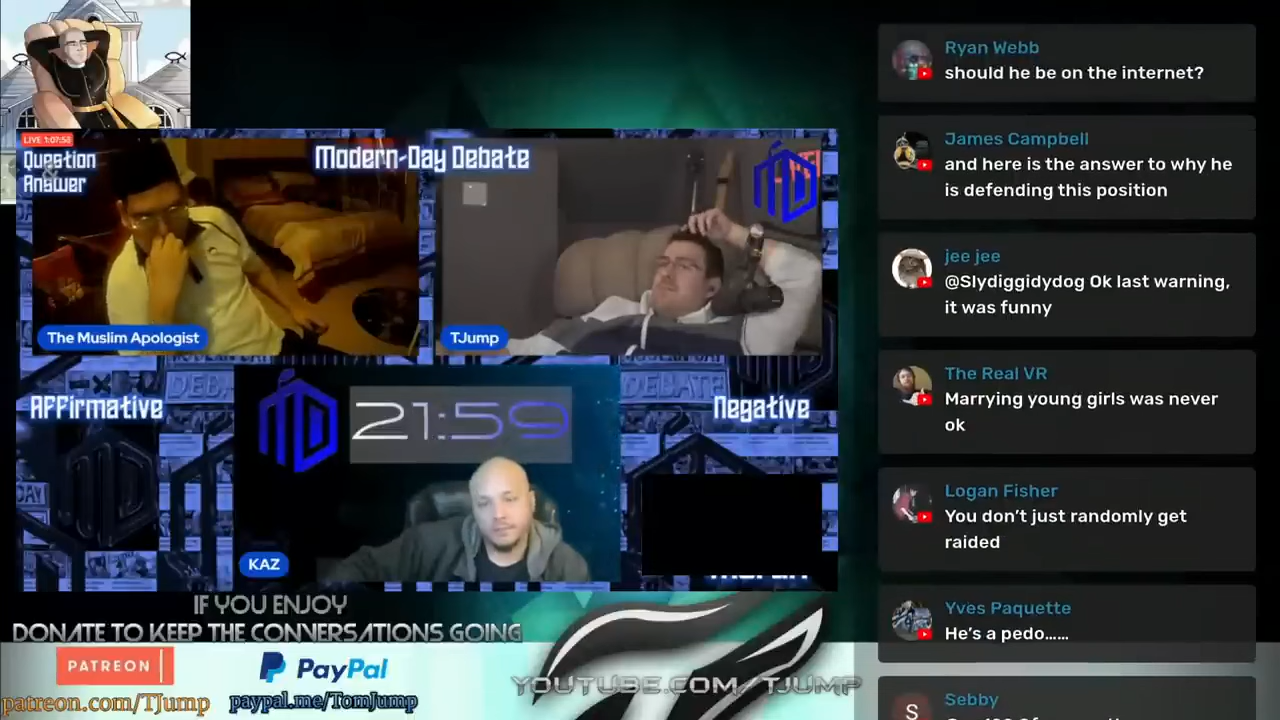 LIVE 1:07:58
Question
&
Answer
Modern-Day Debate
The Muslim Apologist
TJump
Affirmative
21:59
Negative
KAZ
IF YOU ENJOY
DONATE TO KEEP THE CONVERSATIONS GOING
PATREON
PayPal
patreon.com/TJump
paypal.me/TomJump
YOUTUBE.COM/TJUMP
Ryan Webb
should he be on the internet?
James Campbell
and here is the answer to why he
is defending this position
jee jee
@Slydiggidydog Ok last warning,
it was funny
The Real VR
Marrying young girls was never
ok
Logan Fisher
You don’t just randomly get
raided
Yves Paquette
He's a pedo......
S
Sebby